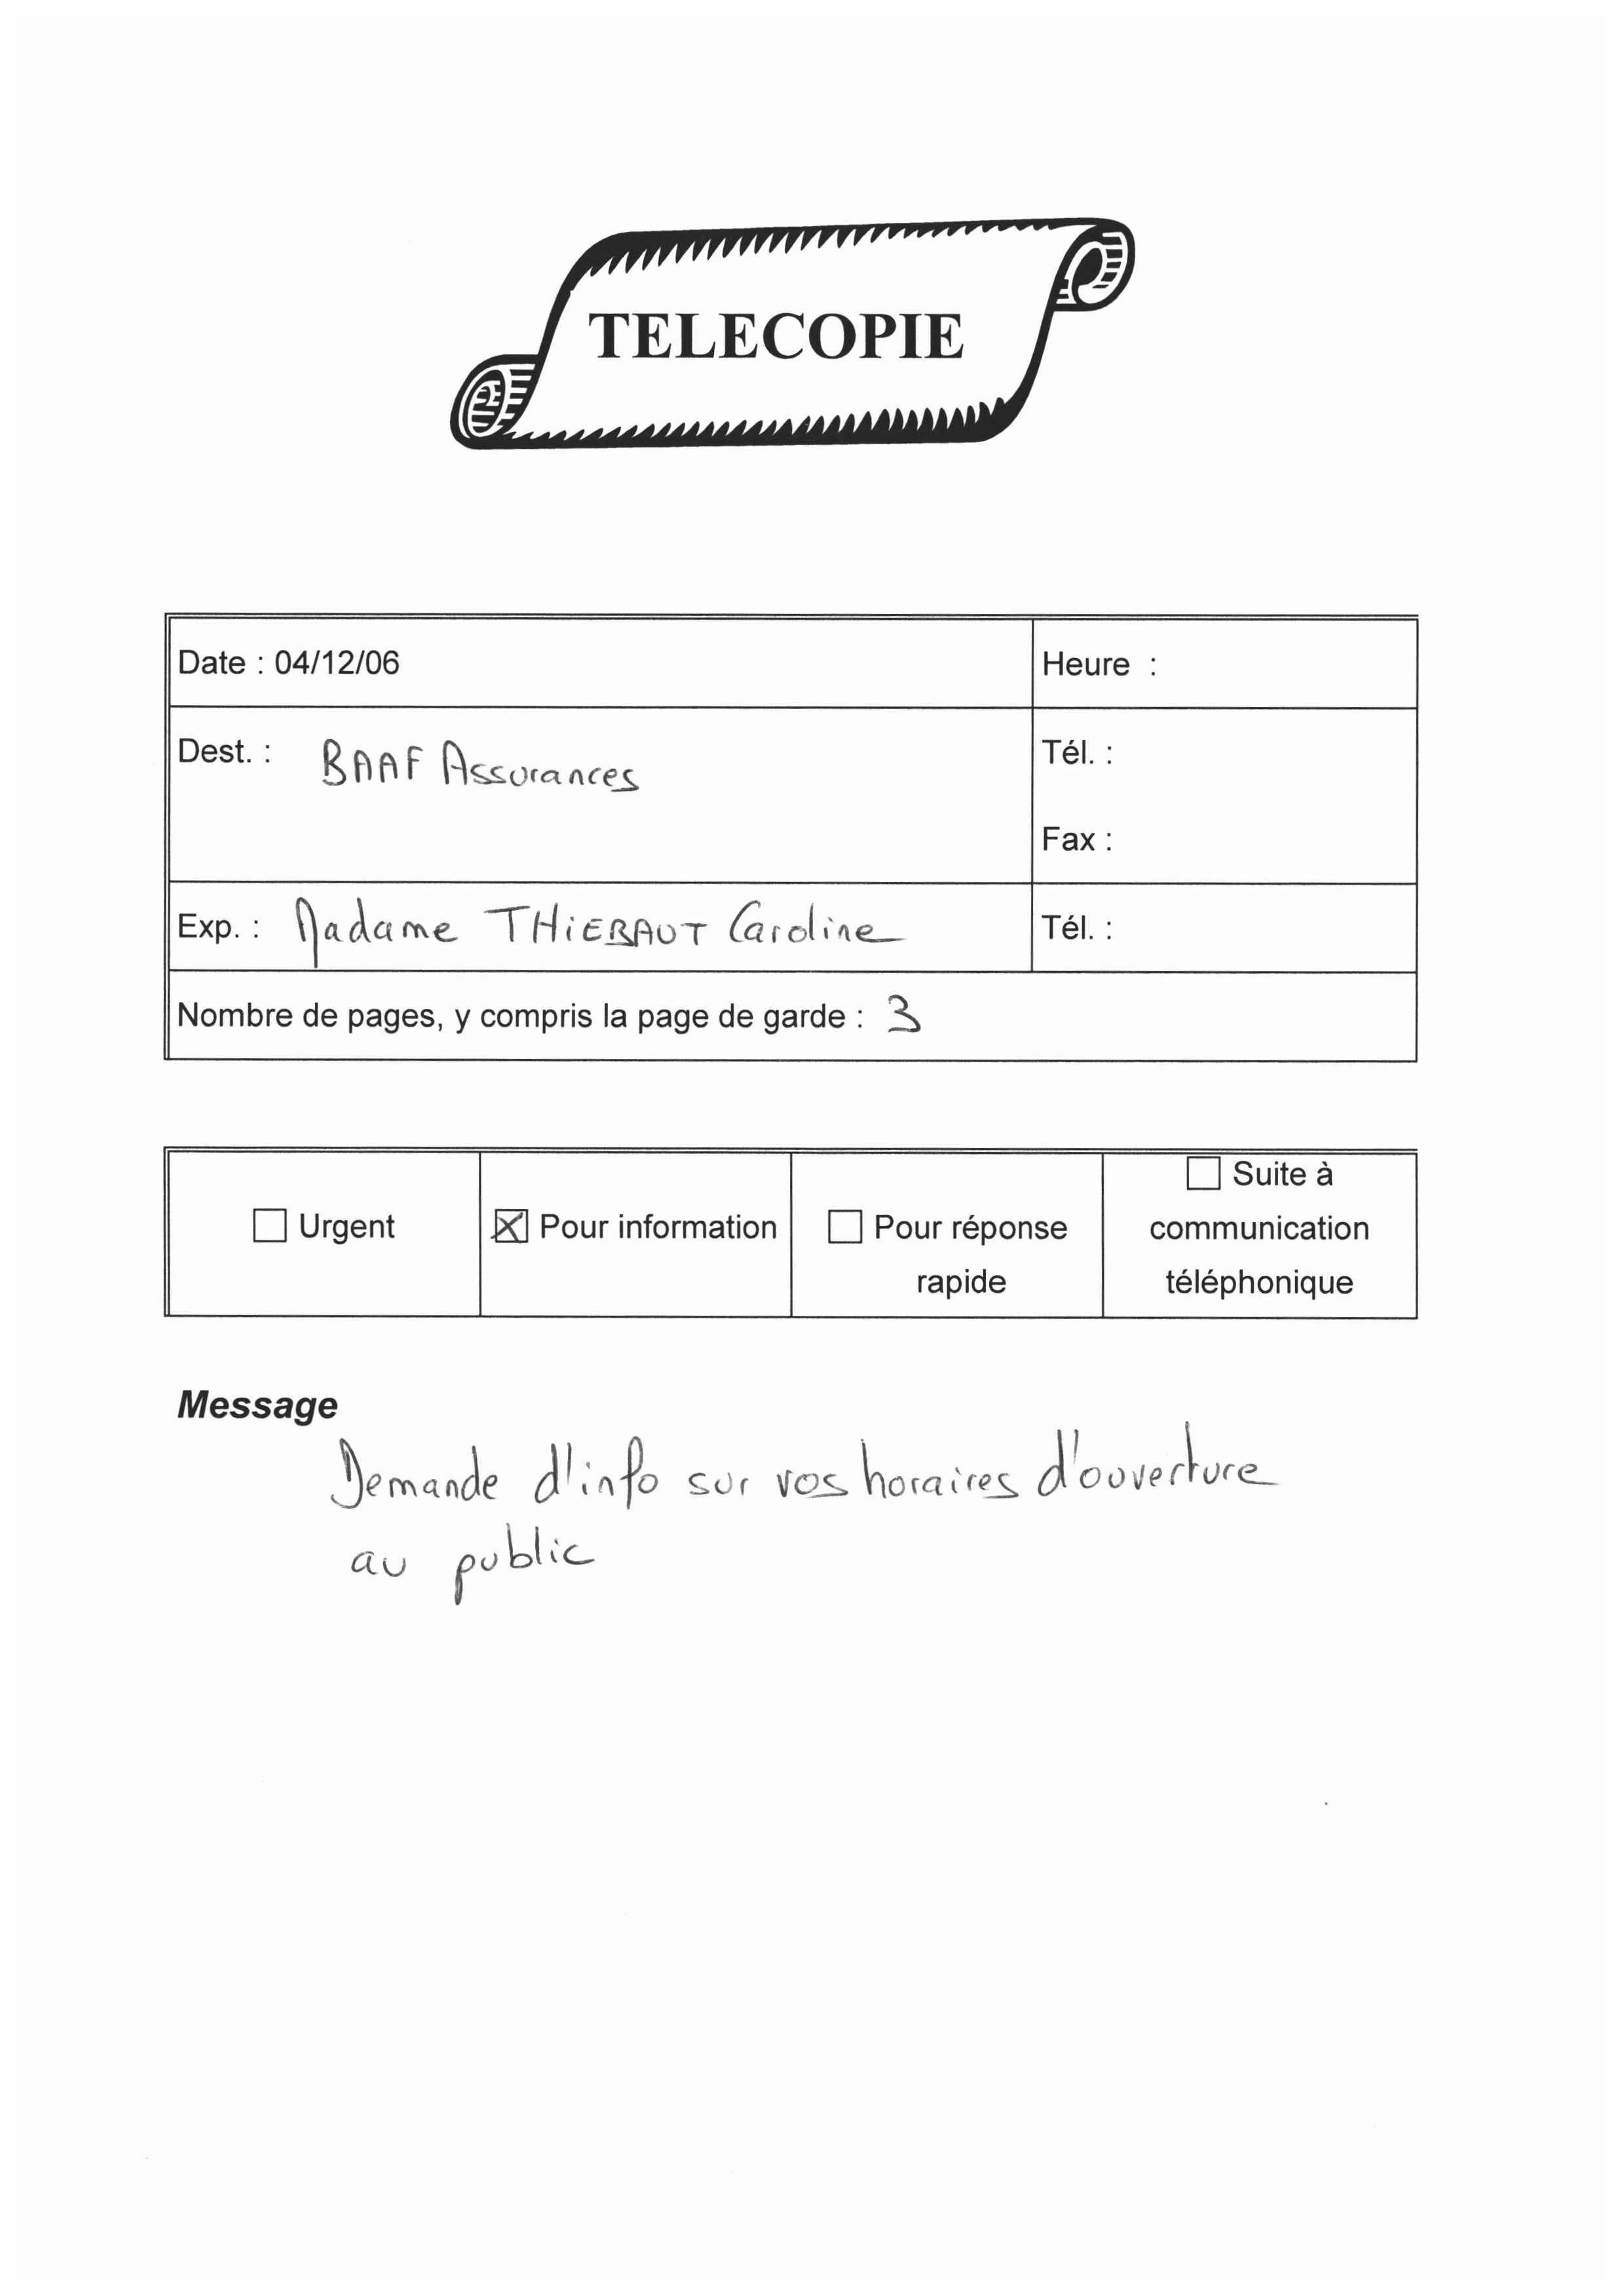 TELECOPIE
Date : 04/12/06
Heure :
Dest. : BAAF Assurances
Tél. :
Fax :
Exp. : Madame THIEBAUT Caroline
Tél. :
Nombre de pages, y compris la page de garde : 3
Urgent
Pour information
Pour réponse
rapide
Suite à
communication
téléphonique
Message
Demande d'info sur vos horaires d'ouverture
au public